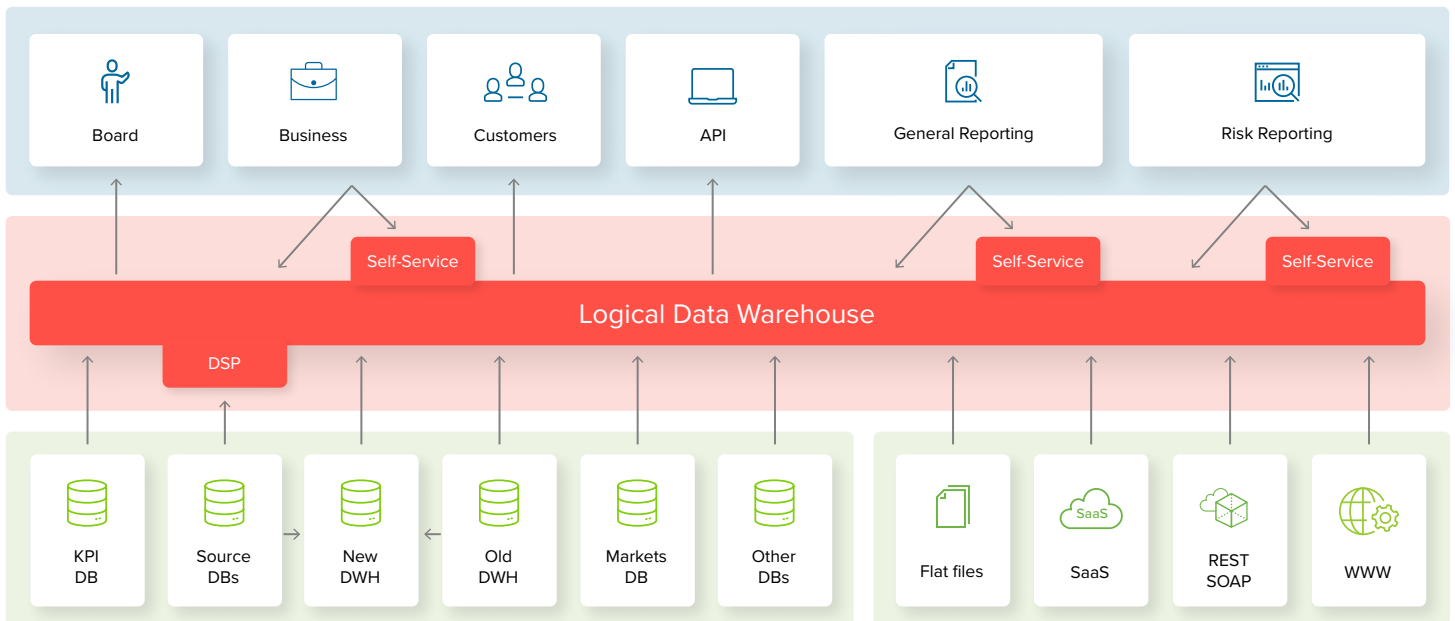 Board
Business
Customers
API
General Reporting
Risk Reporting
Self-Service
Self-Service
Self-Service
Logical Data Warehouse
DSP
KPI
DB
Source
DBs
New
DWH
Old
DWH
Markets
DB
Other
DBs
Flat files
SaaS
SaaS
REST
SOAP
WWW